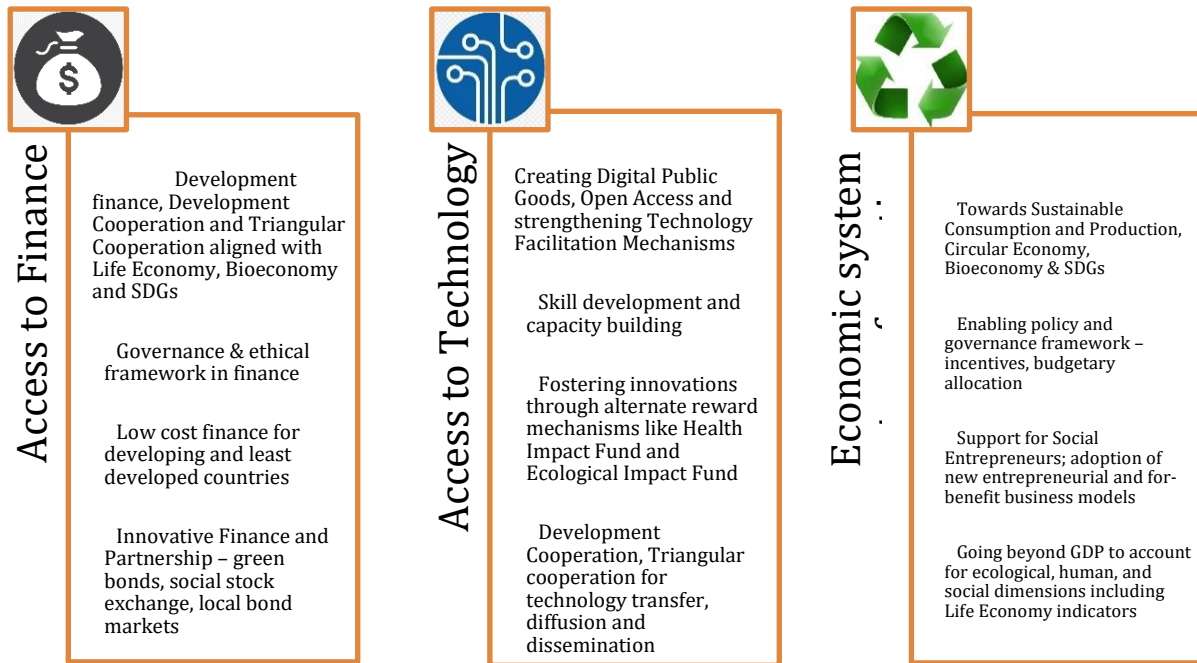 $
Access to Finance
Development
finance, Development
Cooperation and Triangular
Cooperation aligned with
Life Economy, Bioeconomy
and SDGs
Governance & ethical
framework in finance
Low cost finance for
developing and least
developed countries
Innovative Finance and
Partnership – green
bonds, social stock
exchange, local bond
markets
Access to Technology
Creating Digital Public
Goods, Open Access and
strengthening Technology
Facilitation Mechanisms
Skill development and
capacity building
Fostering innovations
through alternate reward
mechanisms like Health
Impact Fund and
Ecological Impact Fund
Development
Cooperation, Triangular
cooperation for
technology transfer,
diffusion and
dissemination
Economic system
Towards Sustainable
Consumption and Production,
Circular Economy,
Bioeconomy & SDGs
Enabling policy and
governance framework –
incentives, budgetary
allocation
Support for Social
Entrepreneurs; adoption of
new entrepreneurial and for-
benefit business models
Going beyond GDP to account
for ecological, human, and
social dimensions including
Life Economy indicators